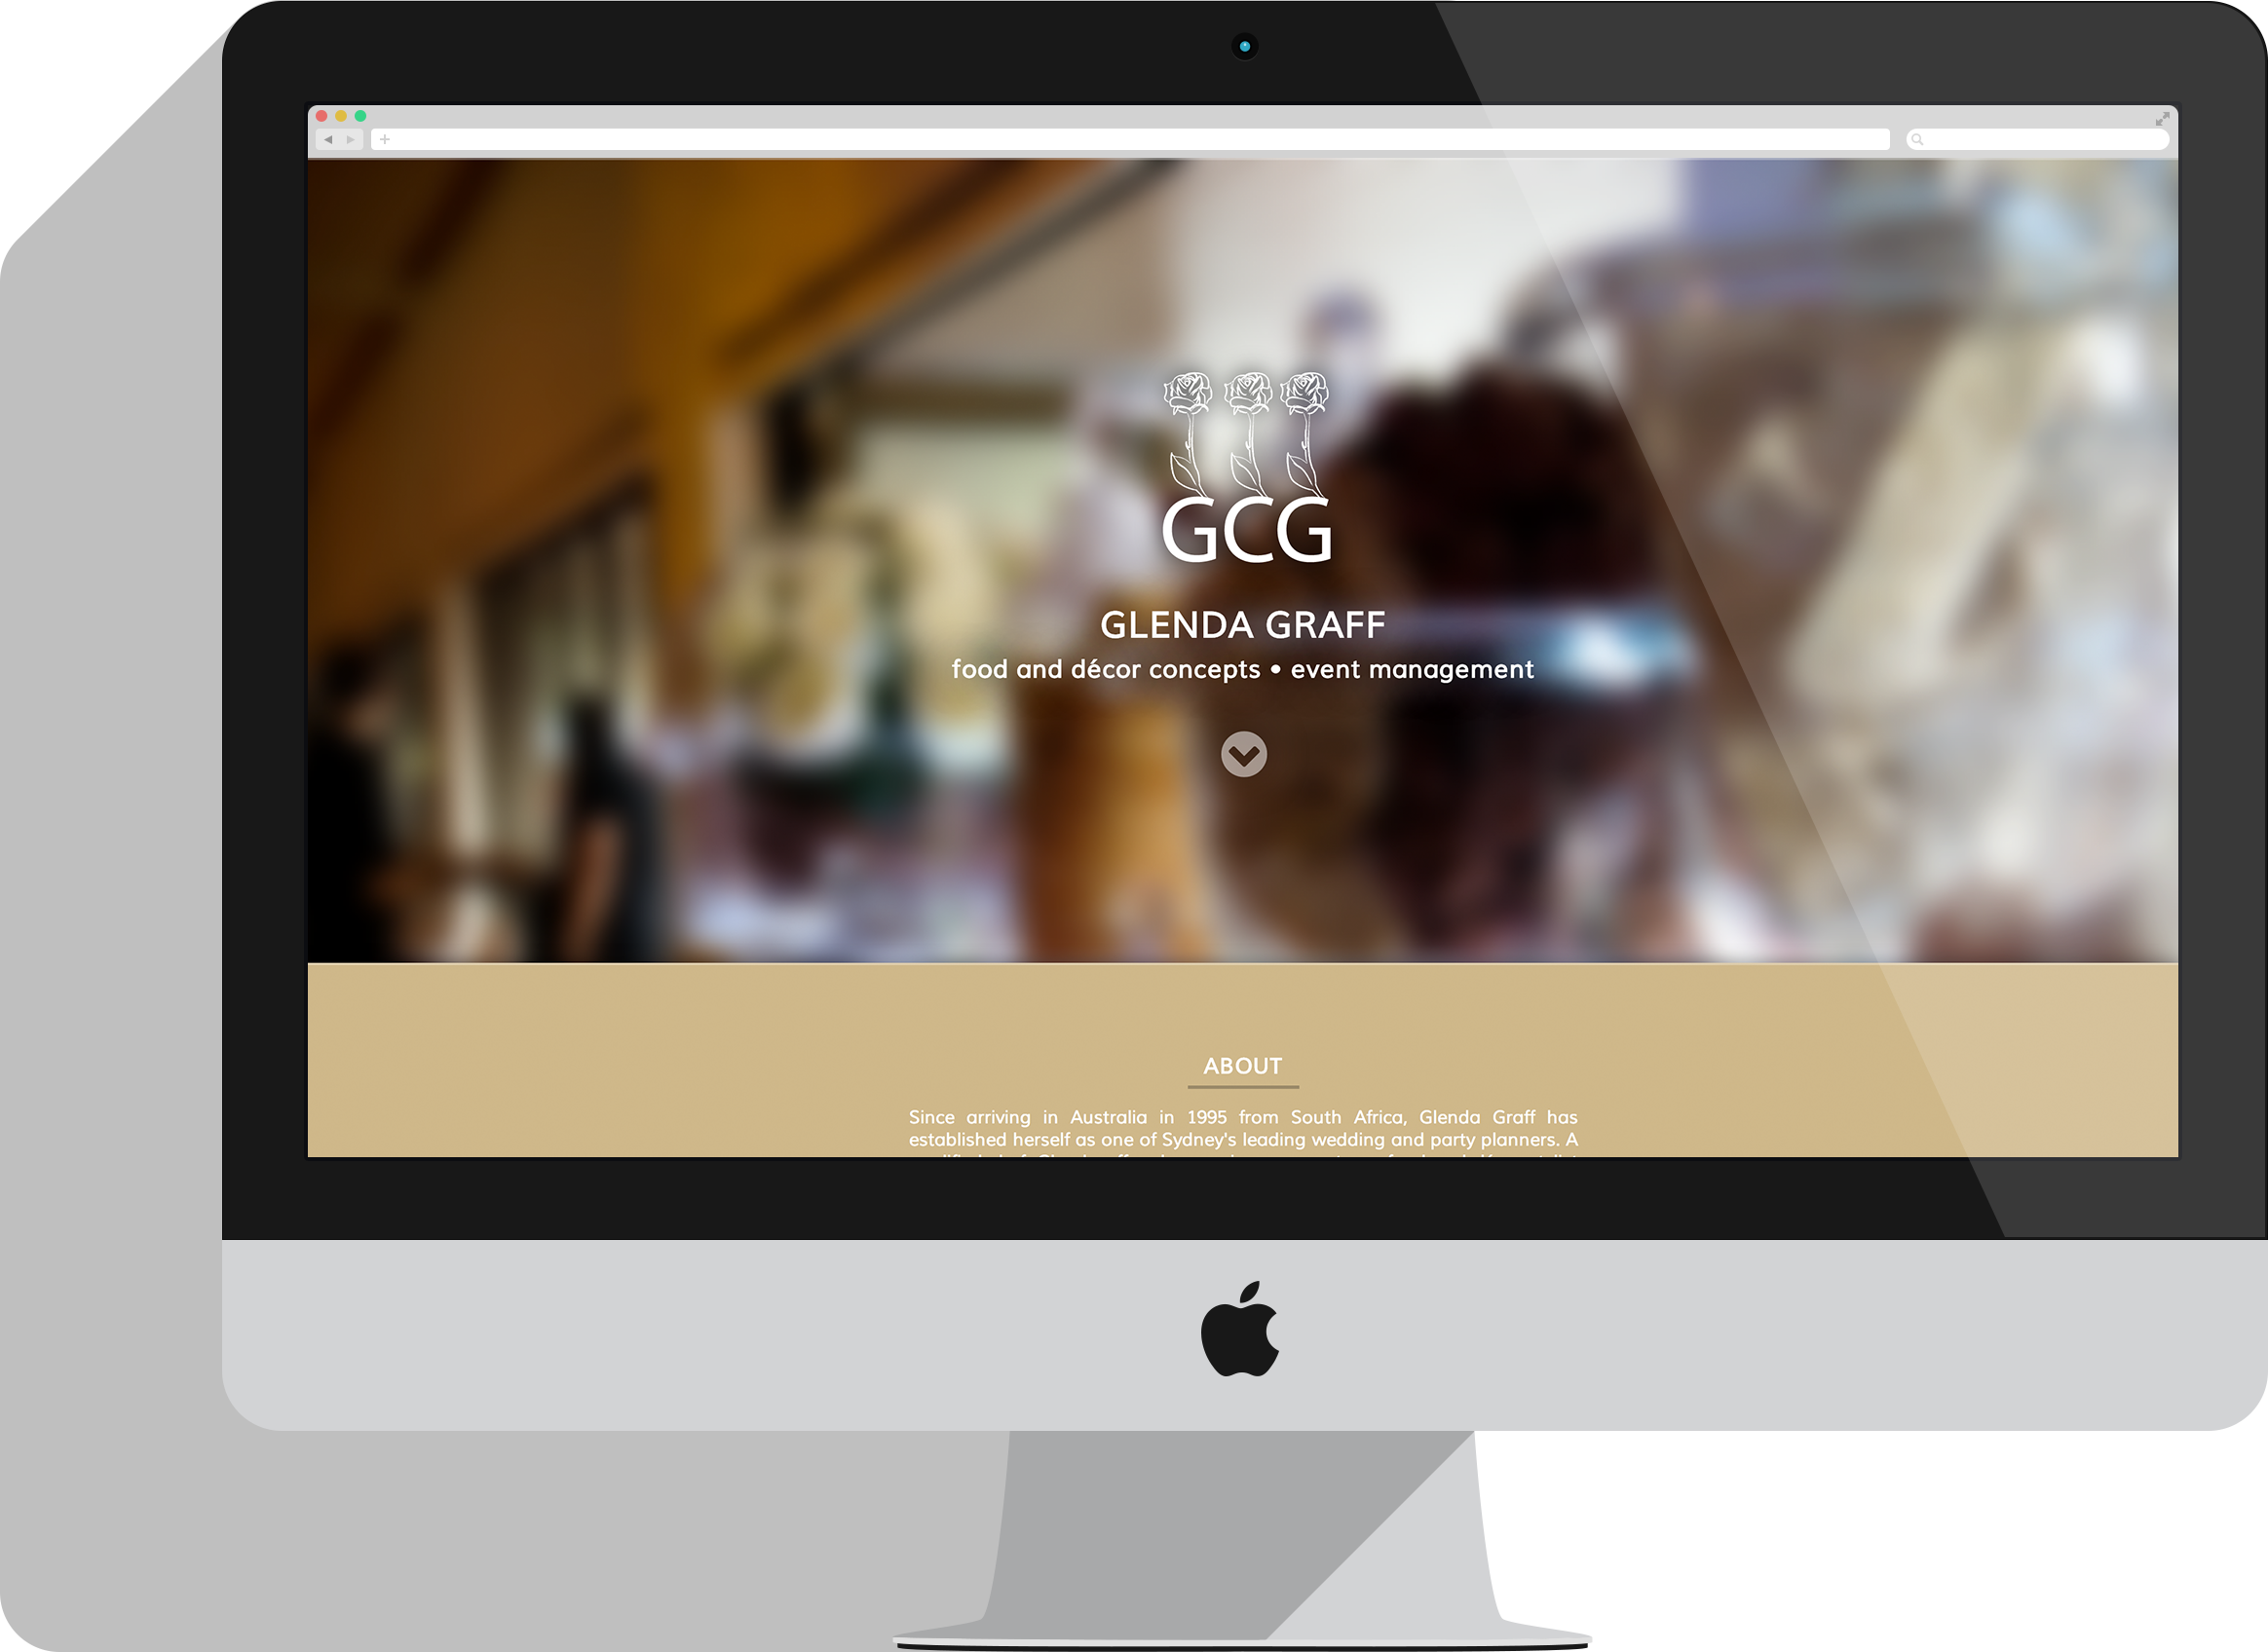 GCG
GLENDA GRAFF
food and décor concepts • event management
ABOUT
Since arriving in Australia in 1995 from South Africa, Glenda Graff has
established herself as one of Sydney's leading wedding and party planners. A